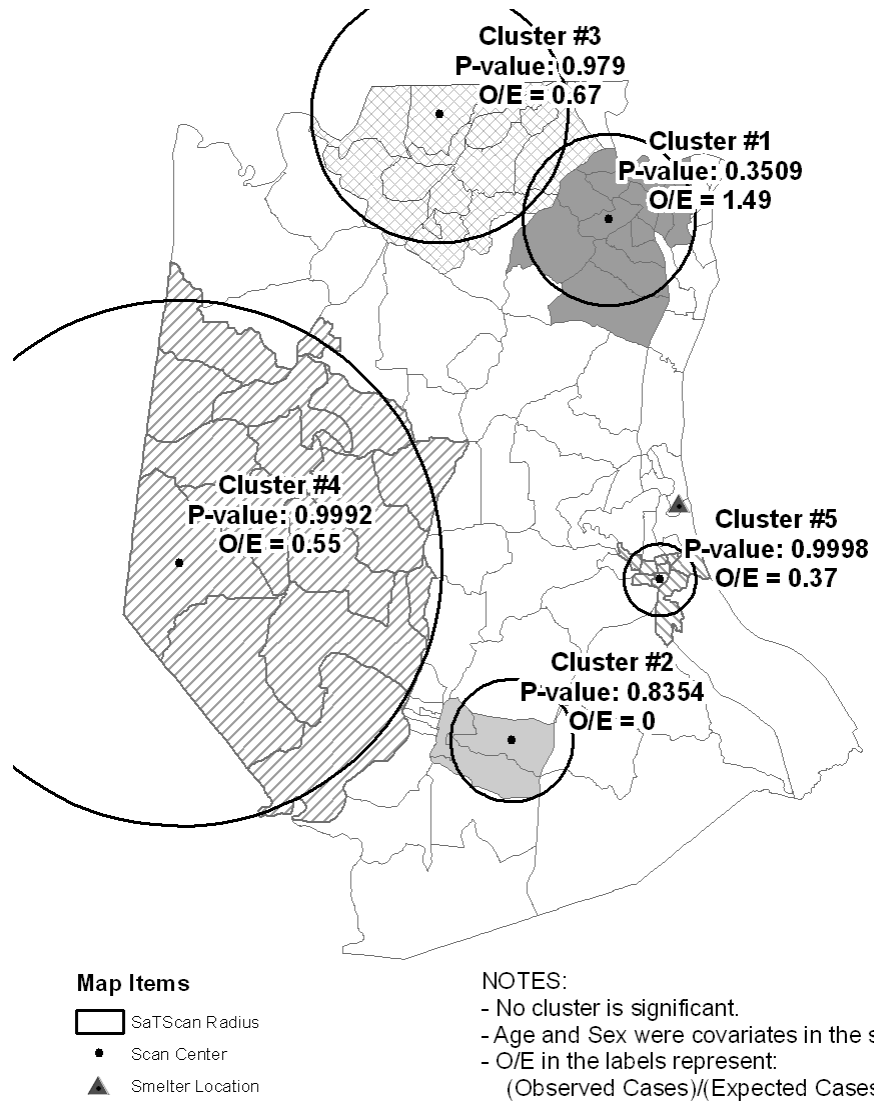 Cluster #3
P-value: 0.979
O/E = 0.67
Cluster #1
P-value: 0.3509
O/E = 1.49
Cluster #4
P-value: 0.9992
O/E = 0.55
Cluster #5
P-value: 0.9998
O/E = 0.37
Cluster #2
P-value: 0.8354
O/E = 0
Map Items
SaTScan Radius
Scan Center
Smelter Location
NOTES:
- No cluster is significant.
- Age and Sex were covariates in the s
- O/E in the labels represent:
(Observed Cases)/(Expected Cases